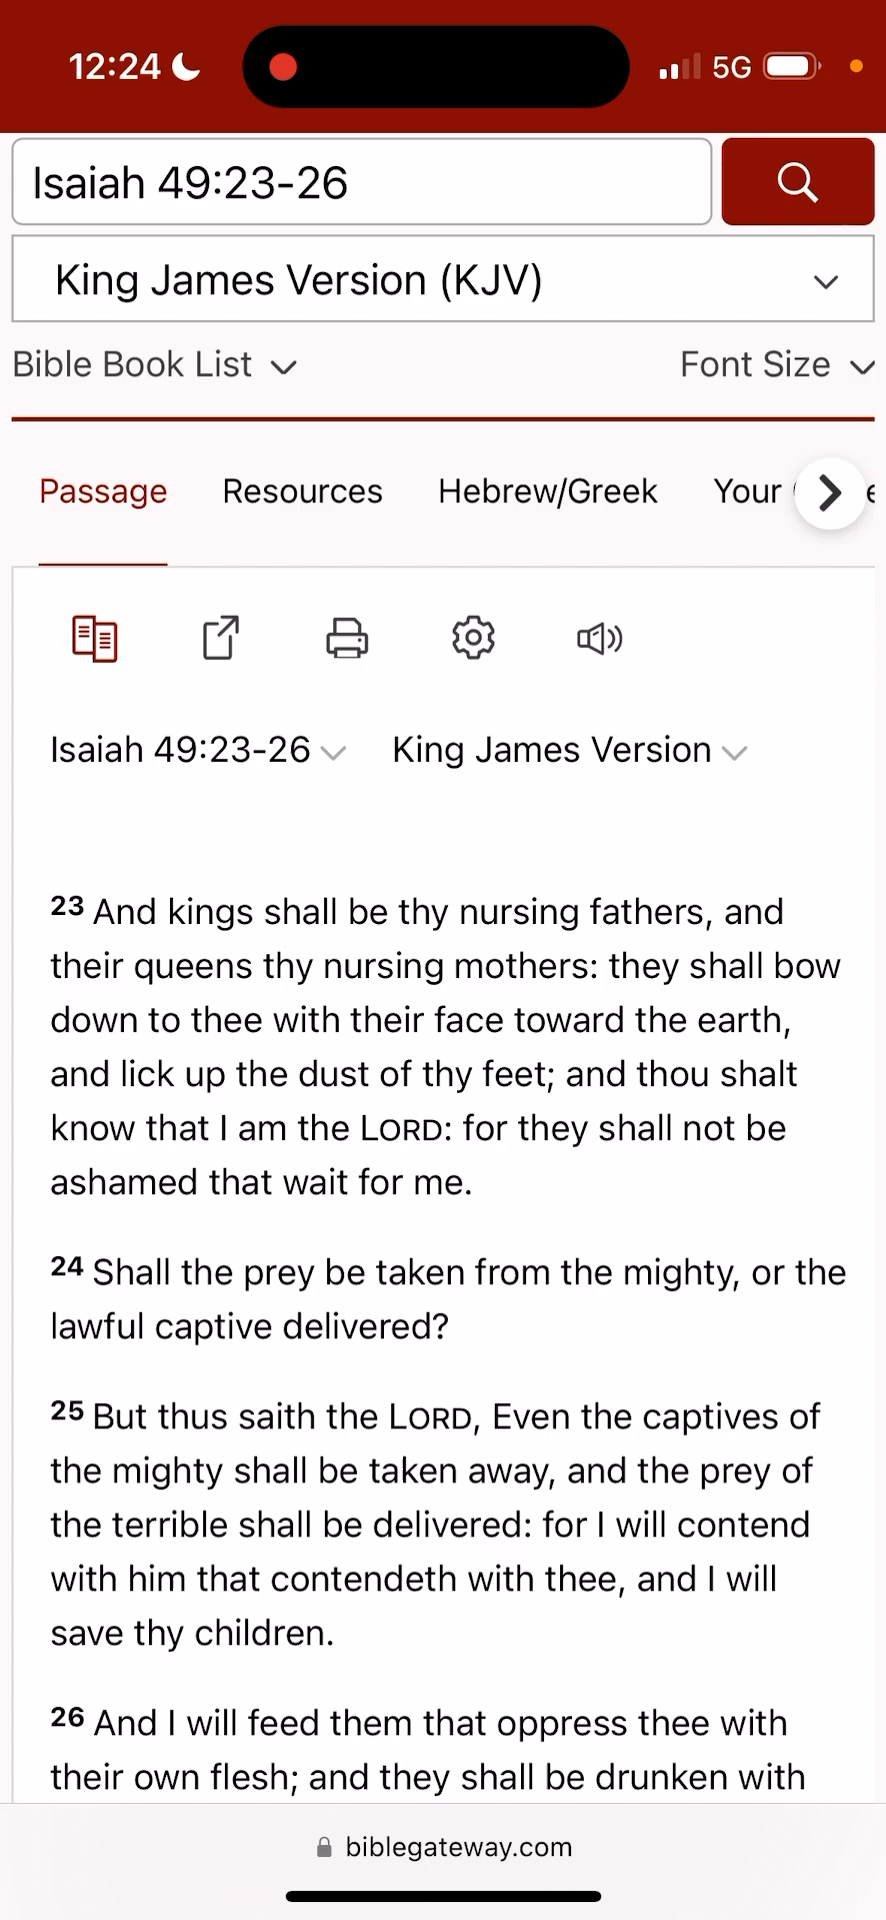 12:24 5G
Isaiah 49:23-26
King James Version (KJV)
Bible Book List Font Size
Passage Resources Hebrew/Greek Your
Isaiah 49:23-26 King James Version
23 And kings shall be thy nursing fathers, and
their queens thy nursing mothers: they shall bow
down to thee with their face toward the earth,
and lick up the dust of thy feet; and thou shalt
know that I am the LORD: for they shall not be
ashamed that wait for me.
24 Shall the prey be taken from the mighty, or the
lawful captive delivered?
25 But thus saith the LORD, Even the captives of
the mighty shall be taken away, and the prey of
the terrible shall be delivered: for I will contend
with him that contendeth with thee, and I will
save thy children.
26 And I will feed them that oppress thee with
their own flesh; and they shall be drunken with
biblegateway.com